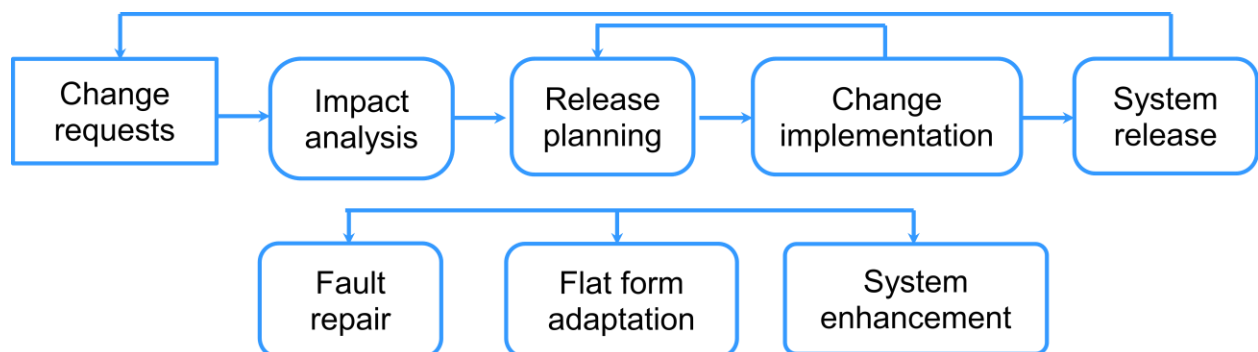 Change
requests
Impact
analysis
Release
planning
Change
implementation
System
release
Fault
repair
Flat form
adaptation
System
enhancement